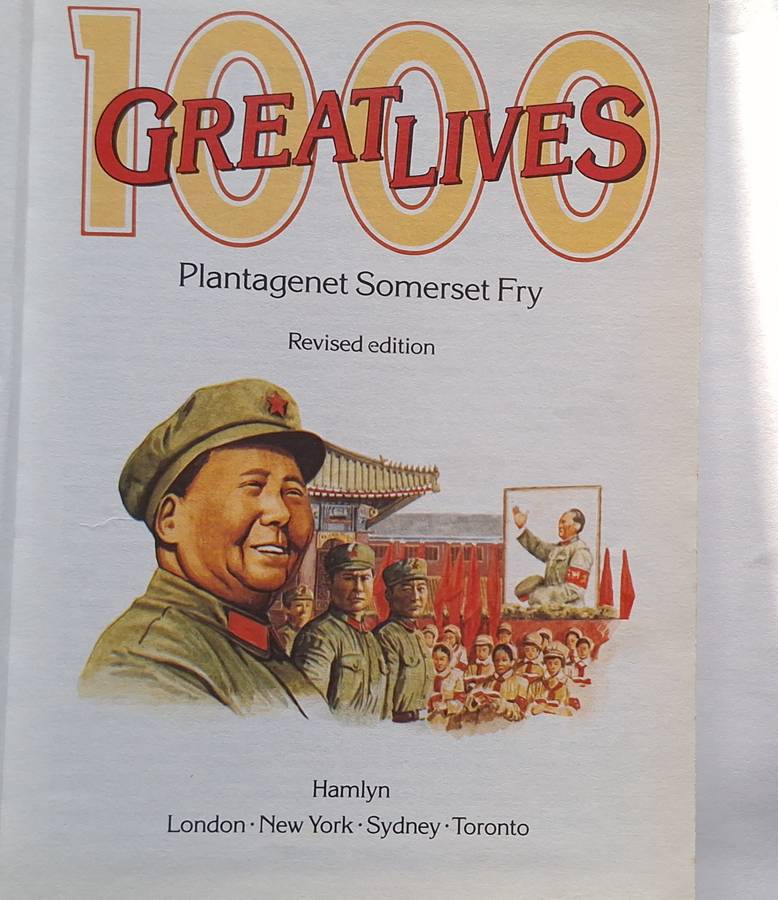 1000
GREAT LIVES
Plantagenet Somerset Fry
Revised edition
Hamlyn
London · New York · Sydney · Toronto